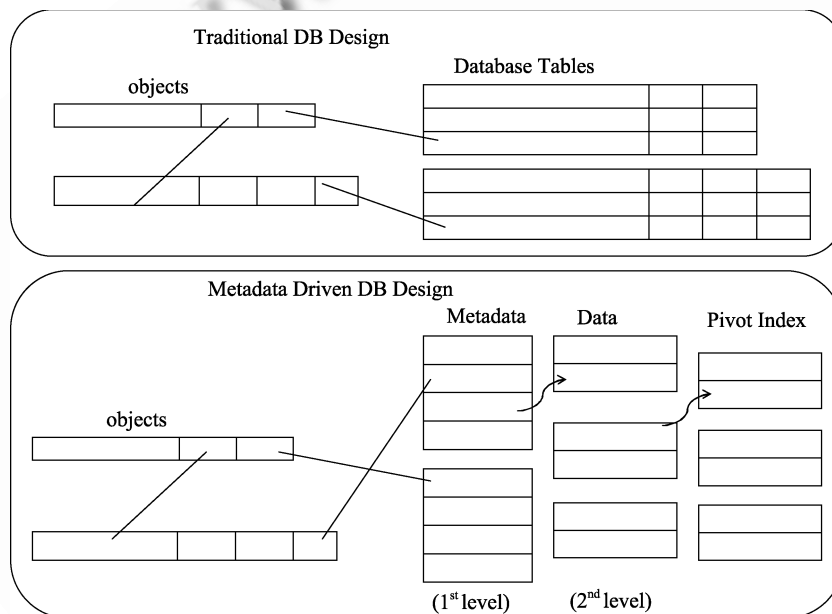 Traditional DB Design
objects
Database Tables
Metadata Driven DB Design
Metadata
Data
Pivot Index
objects
(1st level)
(2nd level)